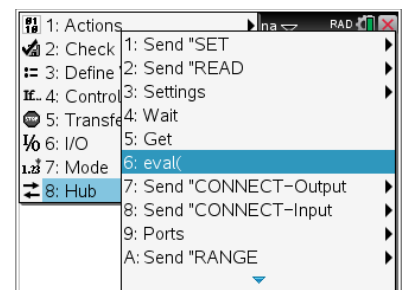 1: Actions
2: Check
3: Define
4: Control
5: Transfe
6: I/O
7: Mode
8: Hub
na RAD
1: Send "SET
2: Send "READ
3: Settings
4: Wait
5: Get
6: eval(
7: Send "CONNECT-Output
8: Send "CONNECT-Input
9: Ports
A: Send "RANGE